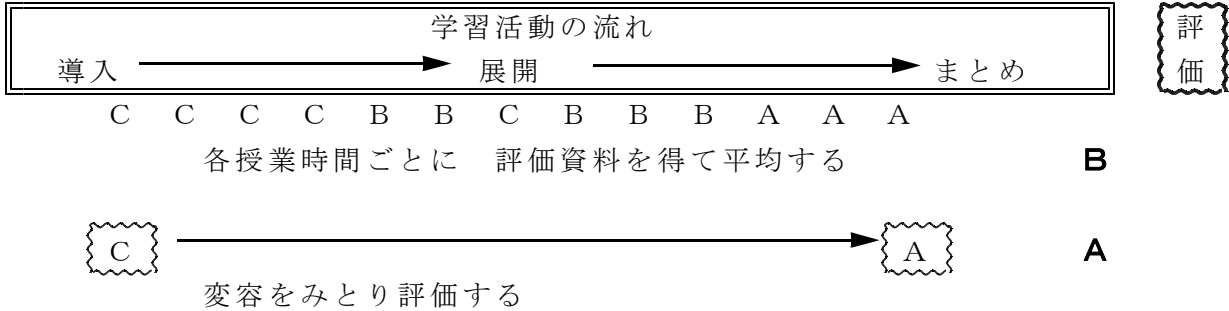 学習活動の流れ
導入 展開 まとめ
評
価
C C C C B B C B B B A A A
各授業時間ごとに 評価資料を得て平均する B
C A A
変容をみとり評価する